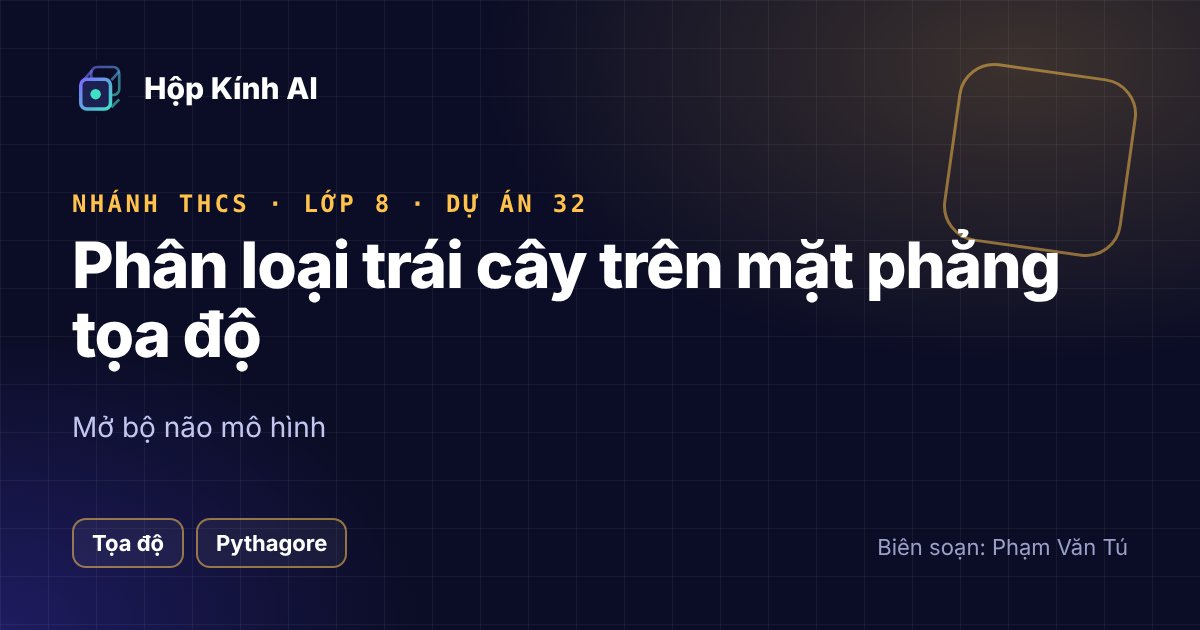 Hộp Kính AI
NHÁNH THCS · LỚP 8 · DỰ ÁN 32
Phân loại trái cây trên mặt phẳng
tọa độ
Mở bộ não mô hình
Tọa độ
Pythagore
Biên soạn: Phạm Văn Tú